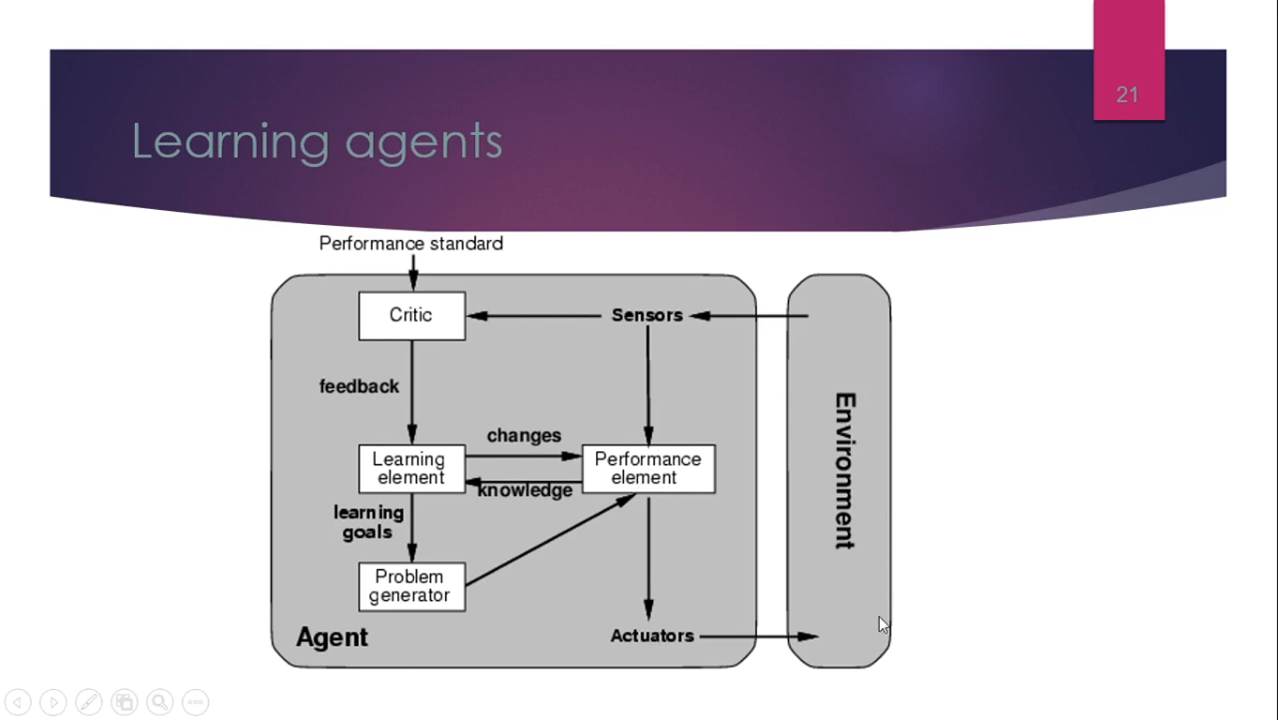 21
Learning agents
Performance standard
Critic
Sensors
feedback
changes
Learning
element
Performance
element
knowledge
learning
goals
Problem
generator
Agent
Actuators
Environment